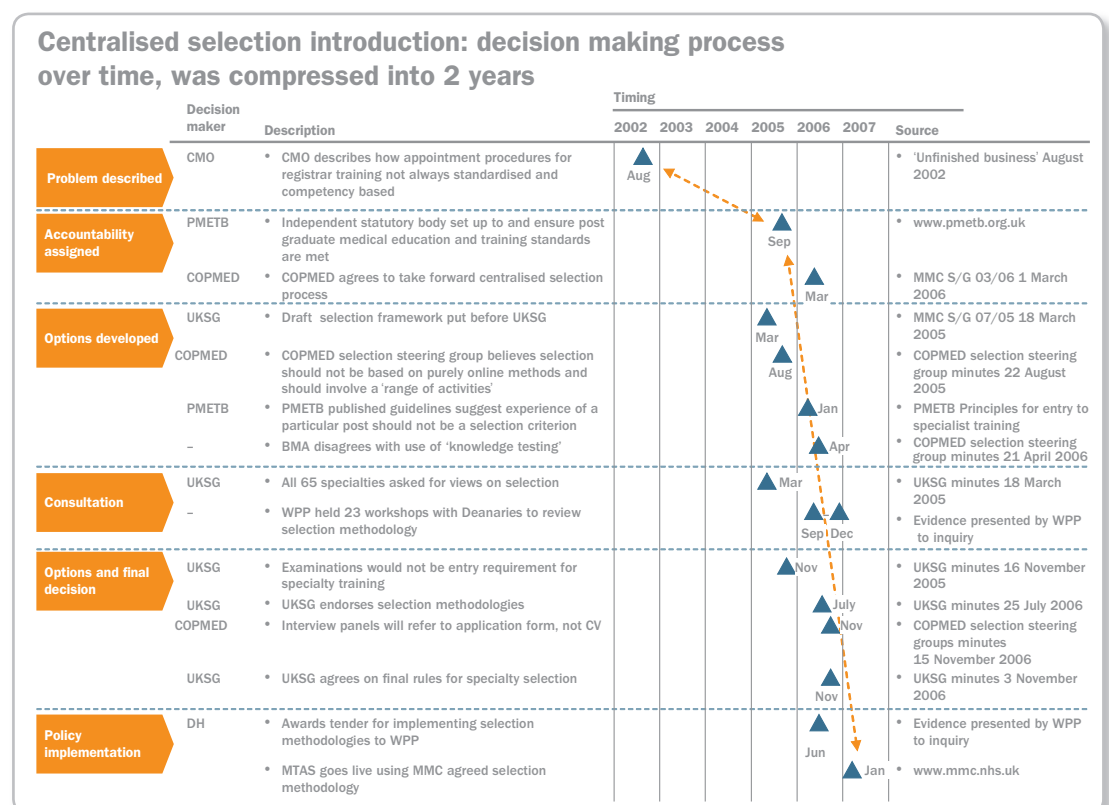 Centralised selection introduction: decision making process
over time, was compressed into 2 years
Timing
Decision
maker
Description
2002 2003 2004 2005 2006 2007
Source
Problem described
CMO
• CMO describes how appointment procedures for
registrar training not always standardised and
competency based
Aug
• 'Unfinished business' August
2002
Accountability
assigned
PMETB
• Independent statutory body set up to and ensure post
graduate medical education and training standards
are met
Sep
• www.pmetb.org.uk
COPMED
• COPMED agrees to take forward centralised selection
process
Mar
• MMC S/G 03/06 1 March
2006
Options developed
UKSG
• Draft selection framework put before UKSG
Mar
• MMC S/G 07/05 18 March
2005
COPMED
• COPMED selection steering group believes selection
should not be based on purely online methods and
should involve a 'range of activities'
Aug
• COPMED selection steering
group minutes 22 August
2005
PMETB
• PMETB published guidelines suggest experience of a
particular post should not be a selection criterion
Jan
• PMETB Principles for entry to
specialist training
–
• BMA disagrees with use of 'knowledge testing'
Apr
• COPMED selection steering
group minutes 21 April 2006
Consultation
UKSG
• All 65 specialties asked for views on selection
Mar
• UKSG minutes 18 March
2005
–
• WPP held 23 workshops with Deaneries to review
selection methodology
Sep Dec
• Evidence presented by WPP
to inquiry
Options and final
decision
UKSG
• Examinations would not be entry requirement for
specialty training
Nov
• UKSG minutes 16 November
2005
UKSG
• UKSG endorses selection methodologies
July
• UKSG minutes 25 July 2006
COPMED
• Interview panels will refer to application form, not CV
Nov
• COPMED selection steering
groups minutes
15 November 2006
UKSG
• UKSG agrees on final rules for specialty selection
Nov
• UKSG minutes 3 November
2006
Policy
implementation
DH
• Awards tender for implementing selection
methodologies to WPP
Jun
• Evidence presented by WPP
to inquiry
• MTAS goes live using MMC agreed selection
methodology
Jan
• www.mmc.nhs.uk